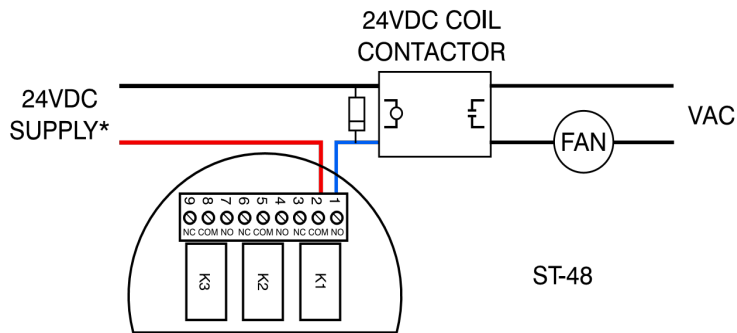 24VDC COIL
CONTACTOR
24VDC
SUPPLY*
VAC
FAN
9 8 7 6 5 4 3 2 1
NC COM NO NC COM NO NC COM NO
K3 K2 K1
ST-48